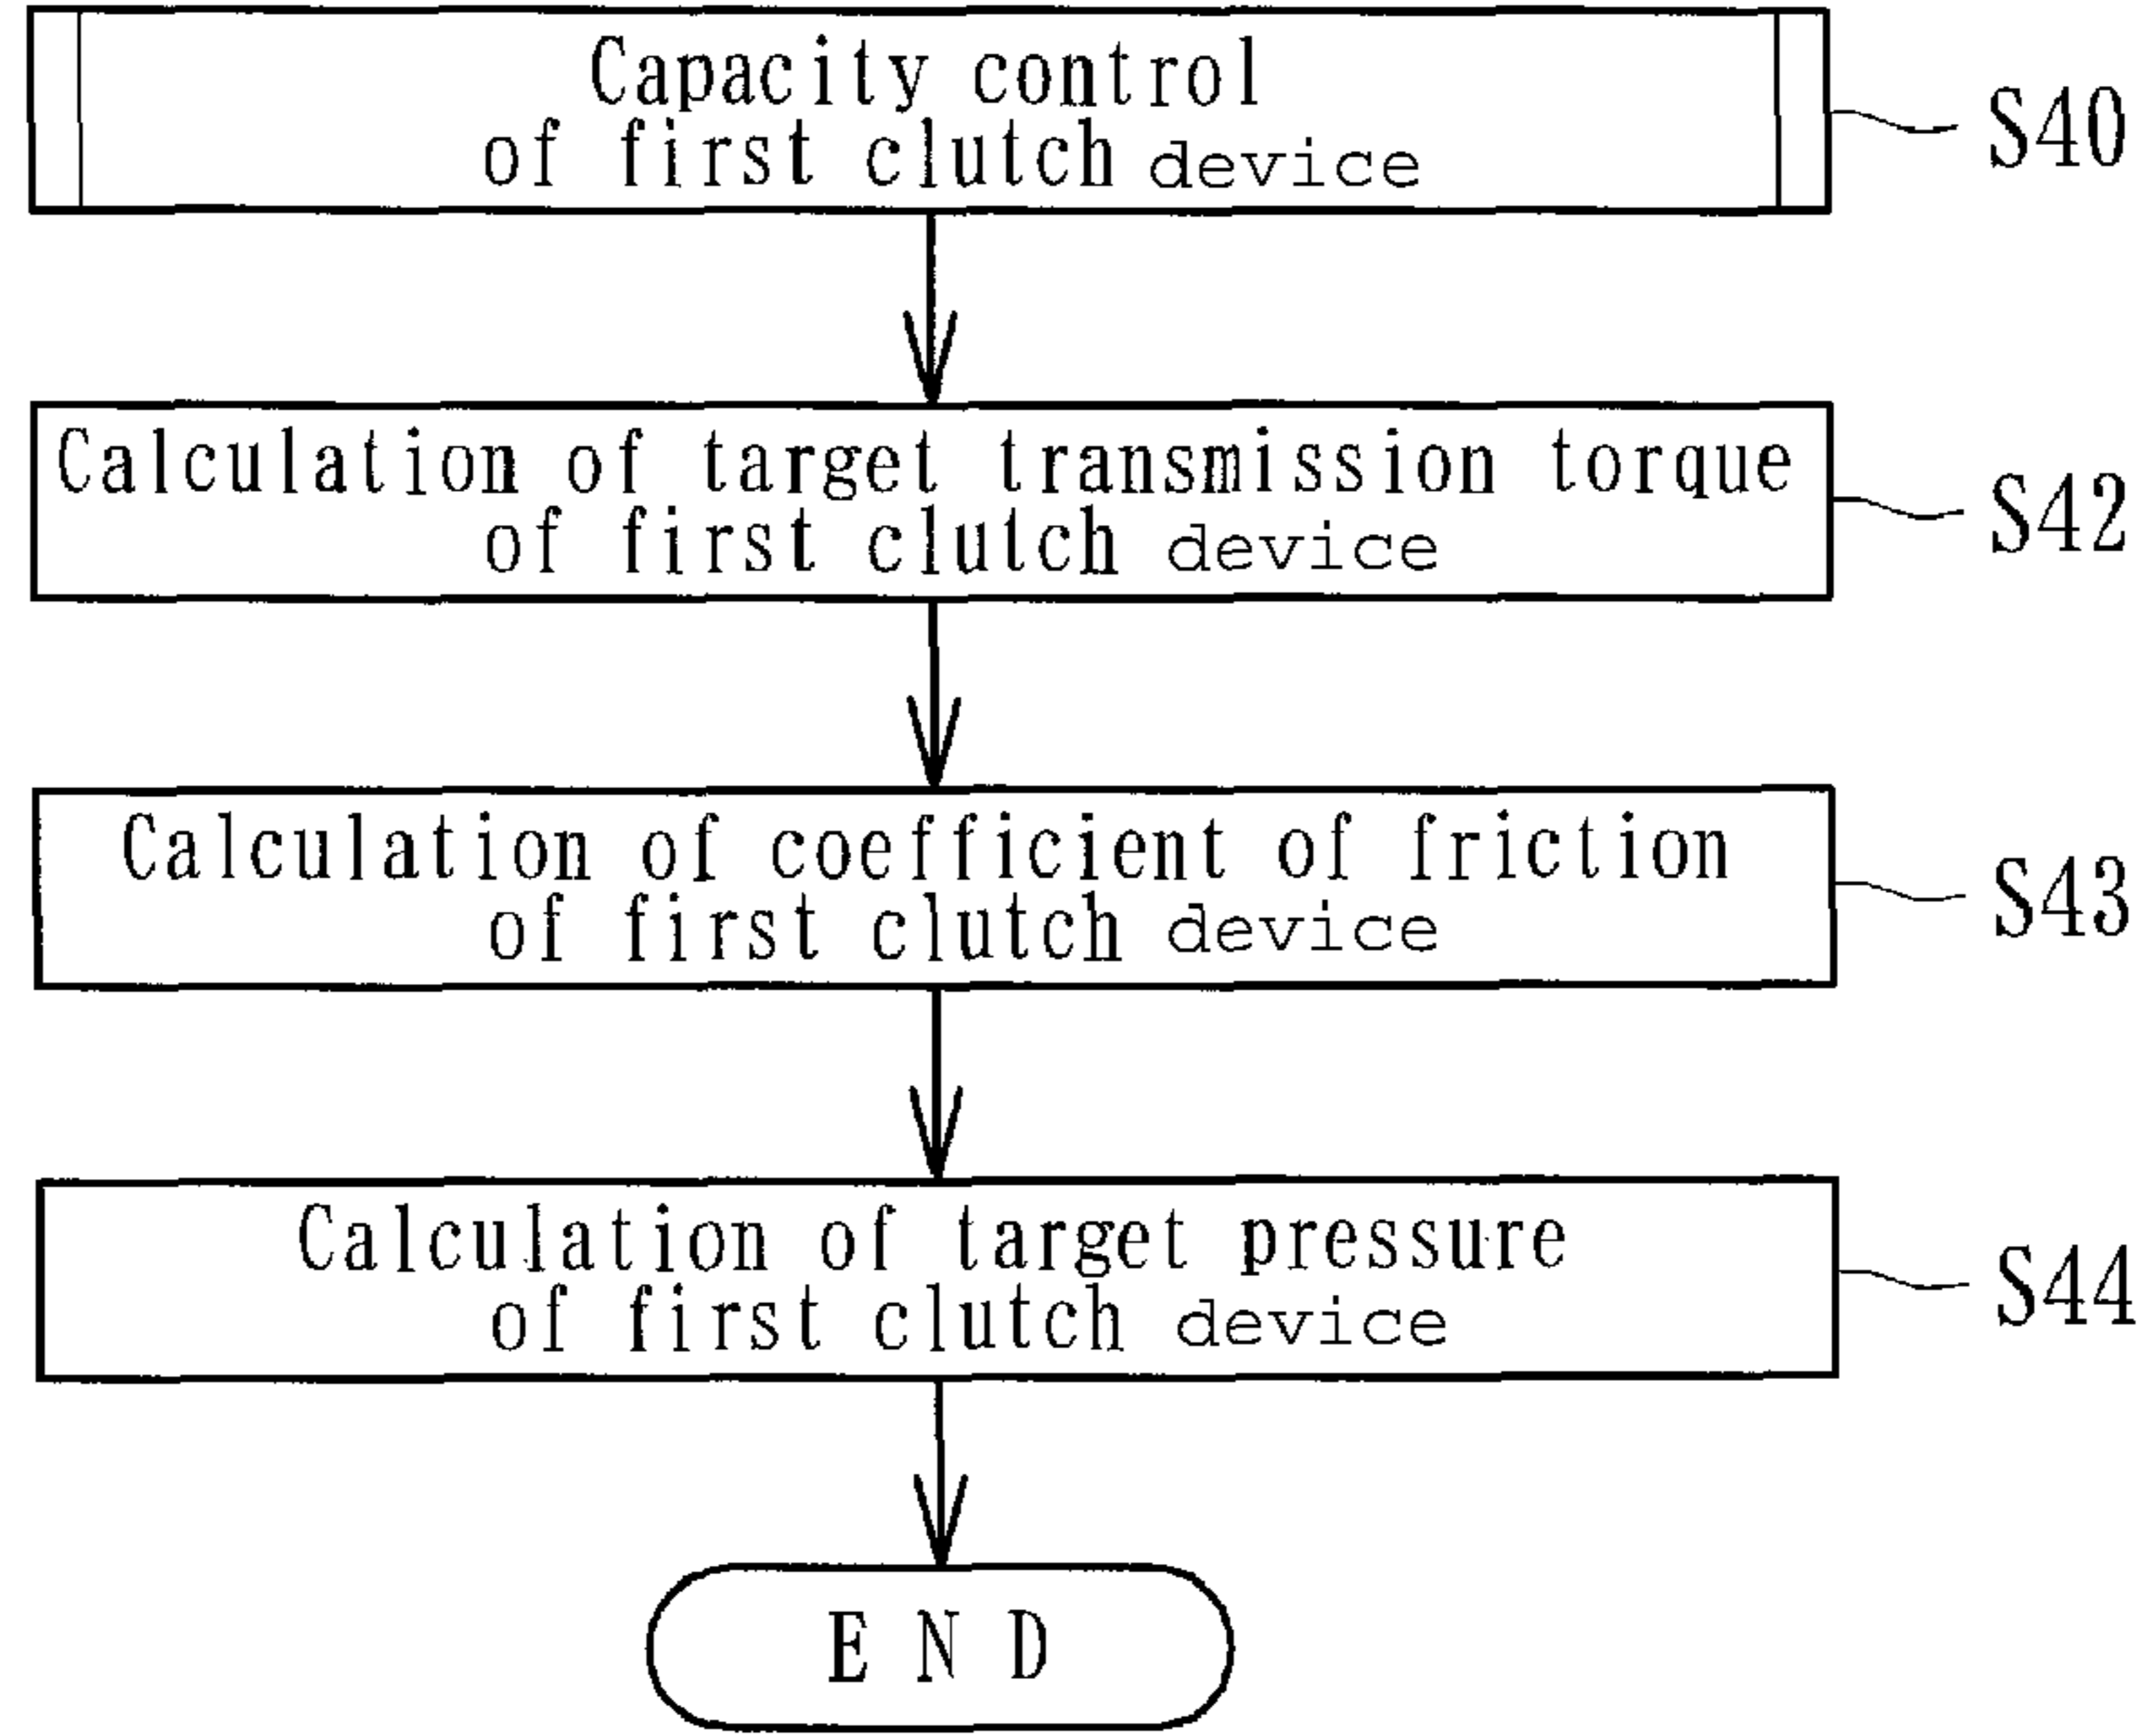 Capacity control
of first clutch device
S40
Calculation of target transmission torque
of first clutch device
S42
Calculation of coefficient of friction
of first clutch device
S43
Calculation of target pressure
of first clutch device
S44
END